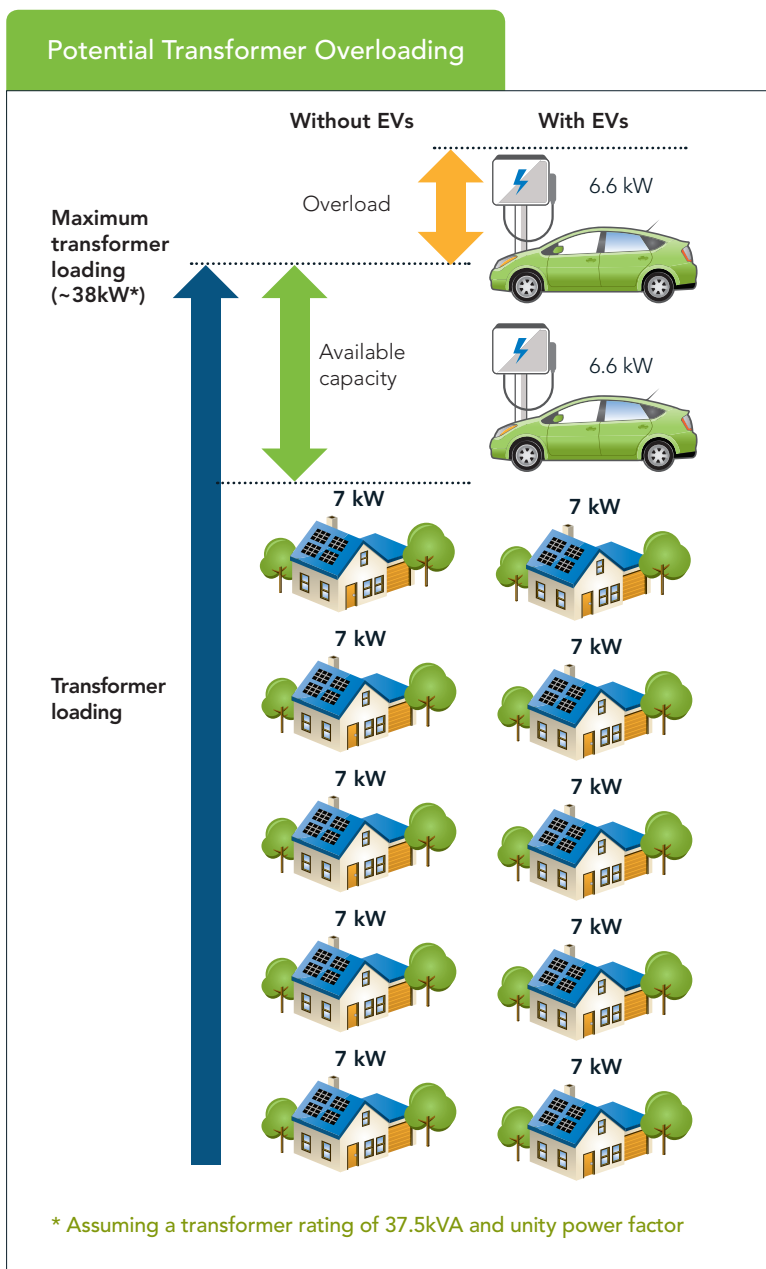 Potential Transformer Overloading
Without EVs
With EVs
Overload
6.6 kW
Maximum
transformer
loading
(~38kW*)
Available
capacity
6.6 kW
7 kW
7 kW
7 kW
7 kW
Transformer
loading
7 kW
7 kW
7 kW
7 kW
7 kW
7 kW
* Assuming a transformer rating of 37.5kVA and unity power factor